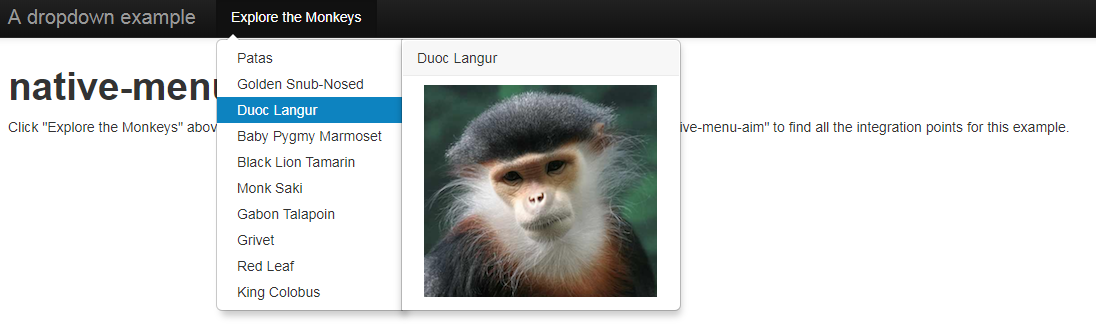 A dropdown example Explore the Monkeys
Patas
Golden Snub-Nosed
Duoc Langur
Baby Pygmy Marmoset
Black Lion Tamarin
Monk Saki
Gabon Talapoin
Grivet
Red Leaf
King Colobus
Duoc Langur
native-menu
Click "Explore the Monkeys" abov ive-menu-aim" to find all the integration points for this example.